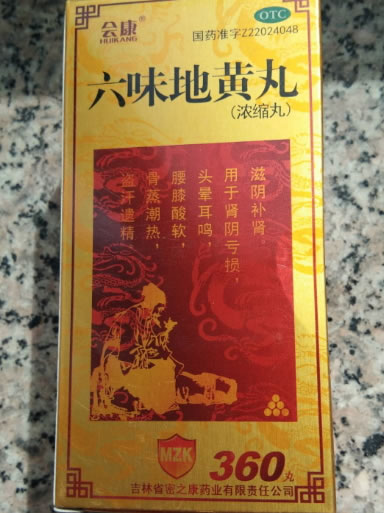 会康®
HUIKANG
OTC
国药准字Z22024048
六味地黄丸
(浓缩丸)
滋阴补肾。
用于肾阴亏损,
头晕耳鸣,
腰膝酸软,
骨蒸潮热,
盗汗遗精
MZK
360丸
吉林省密之康药业有限责任公司